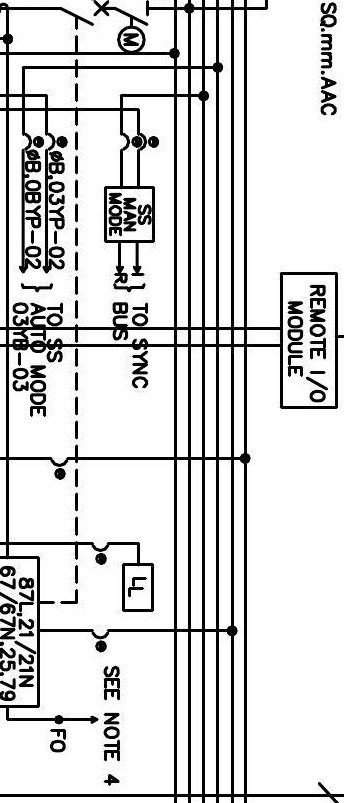 SQ.mm.AAC
M
øB,03YP-02
øB,0BYP-02
SS
MAN
MODE
I
R
TO SYNC
BUS
TO SS
AUTO MODE
03YB-03
REMOTE I/O
MODULE
LL
87L,21/21N
67/67N,25,79
SEE NOTE 4
FO